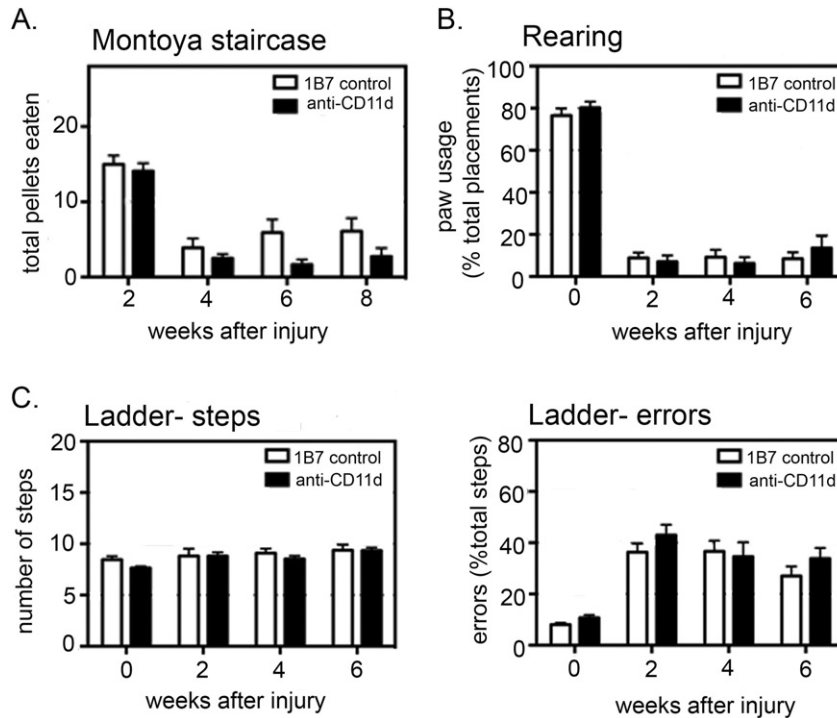 A.
Montoya staircase
1B7 control
anti-CD11d
total pellets eaten
20
10
0
2 4 6 8
weeks after injury
B.
Rearing
1B7 control
anti-CD11d
paw usage
(% total placements)
100
80
60
40
20
0
0 2 4 6
weeks after injury
C.
Ladder- steps
1B7 control
anti-CD11d
number of steps
20
15
10
5
0
0 2 4 6
weeks after injury
Ladder- errors
1B7 control
anti-CD11d
errors (%total steps)
80
60
40
20
0
0 2 4 6
weeks after injury